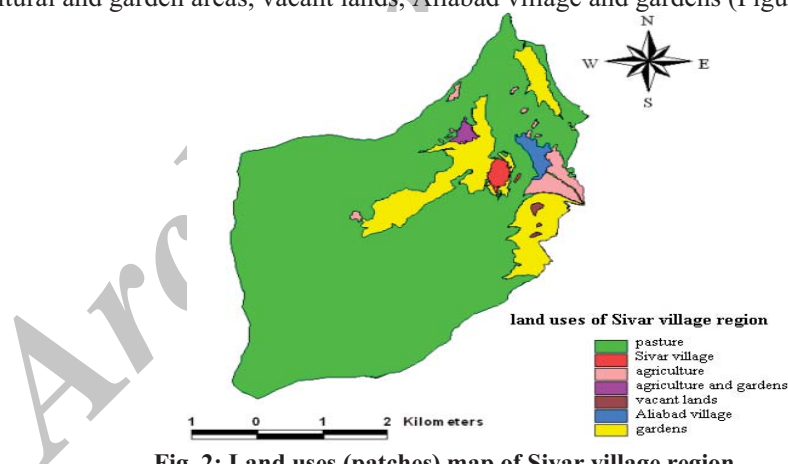 tural and garden areas, vacant lands, Aliabad village and gardens (Figu
N
W E
S
land uses of Sivar village region
pasture
Sivar village
agriculture
agriculture and gardens
vacant lands
Aliabad village
gardens
1 0 1 2 Kilometers
Fig. 2: Land uses (patches) map of Sivar village region